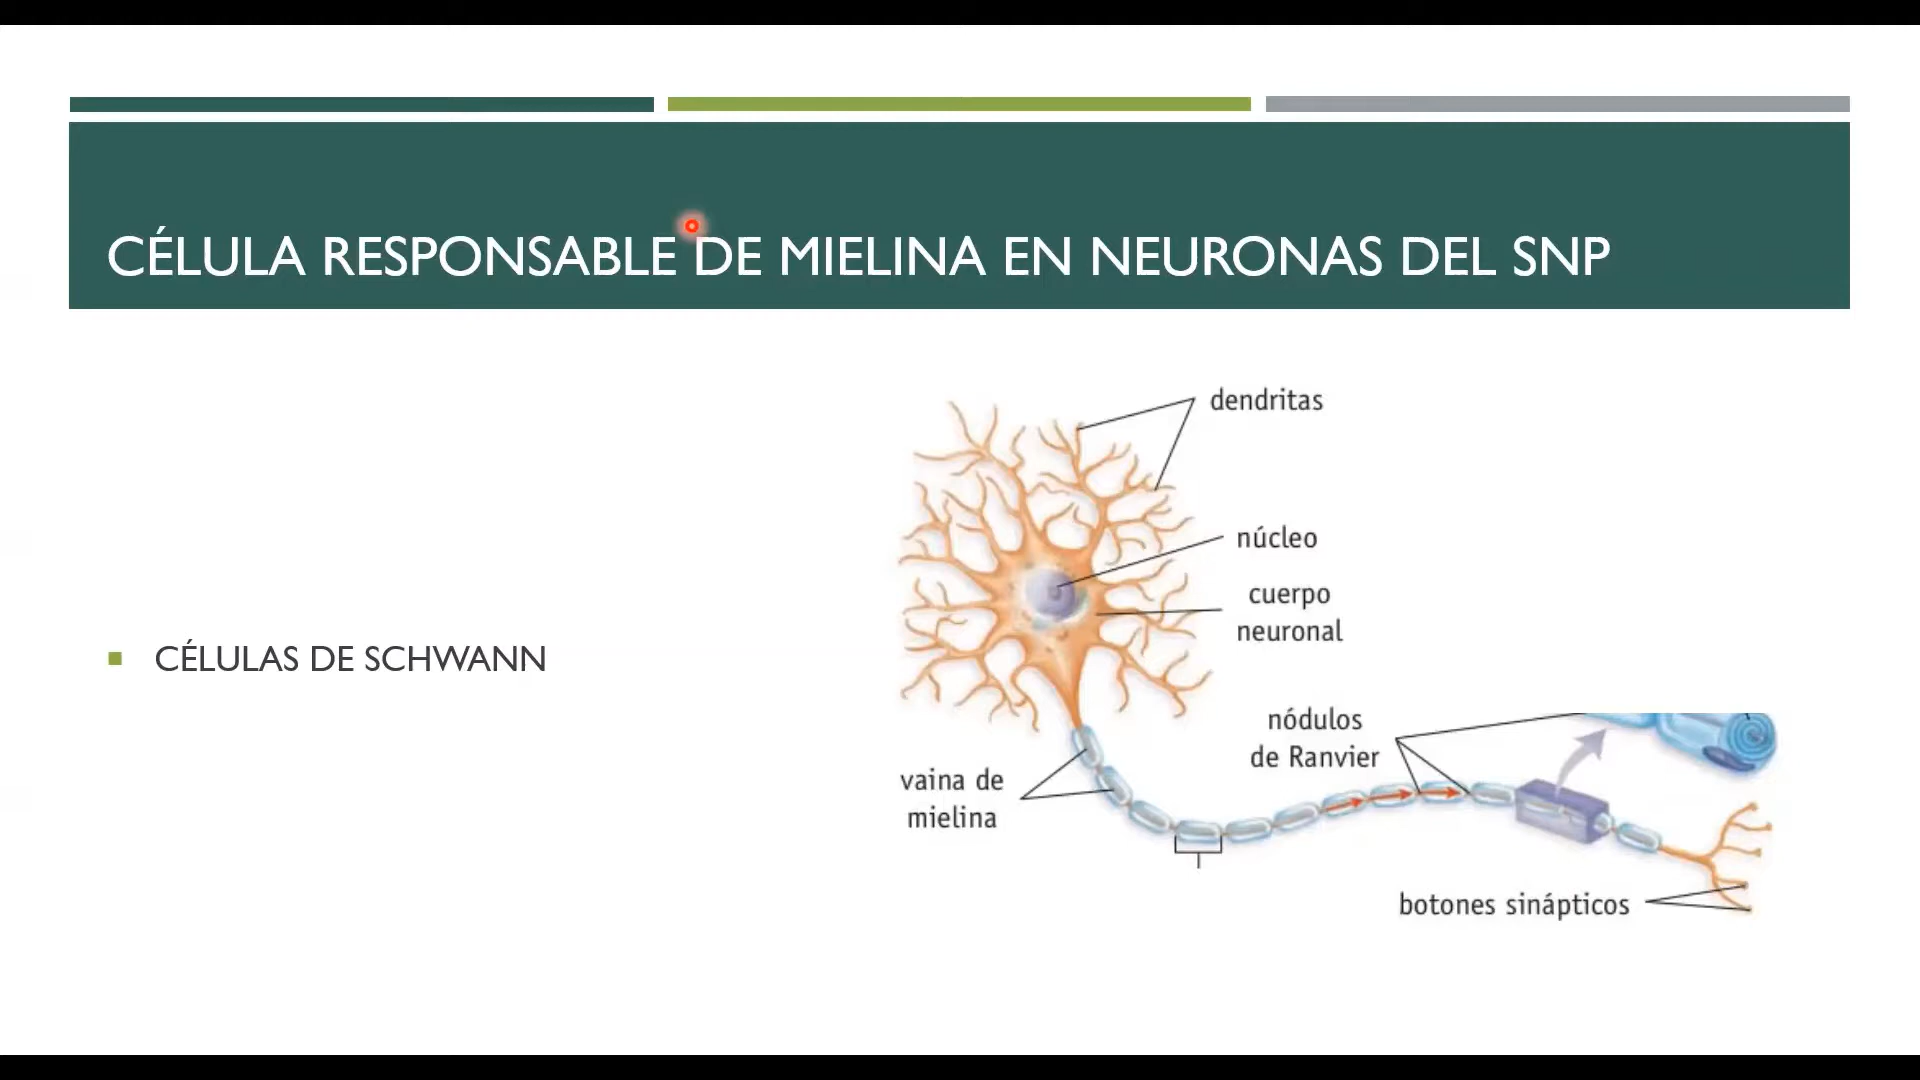 CÉLULA RESPONSABLE DE MIELINA EN NEURONAS DEL SNP
CÉLULAS DE SCHWANN
dendritas
núcleo
cuerpo
neuronal
nódulos
de Ranvier
vaina de
mielina
botones sinápticos